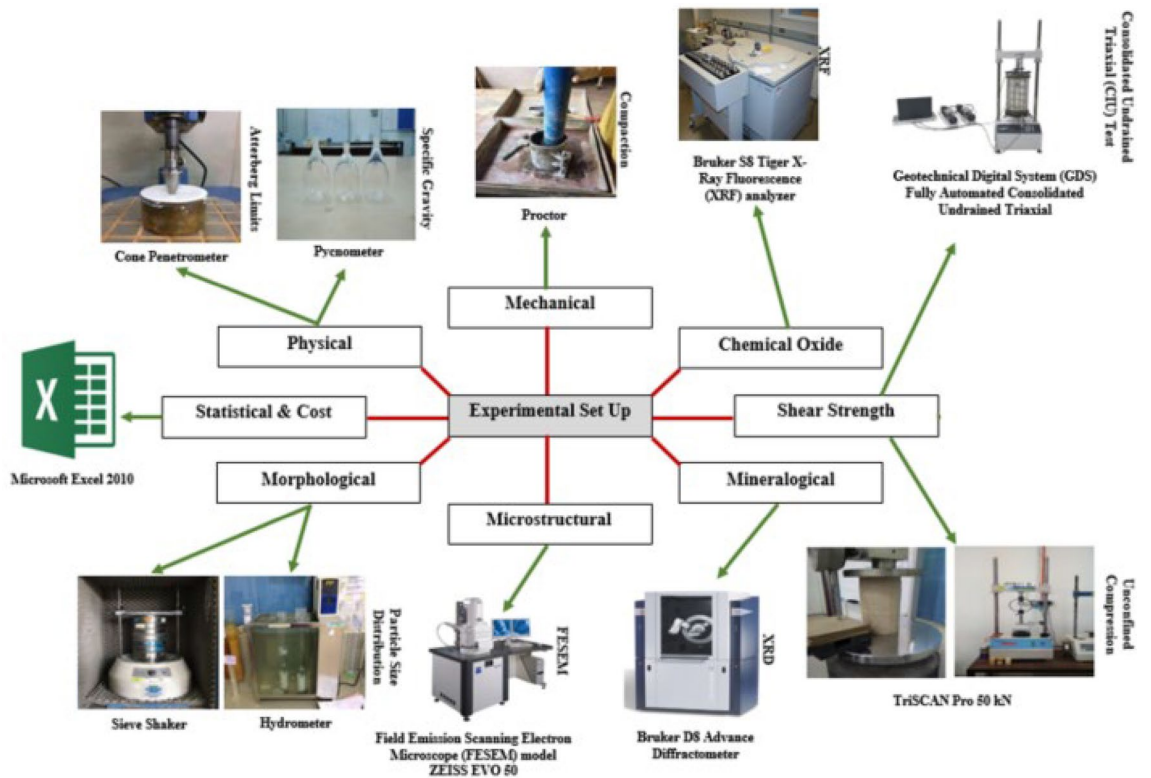 Consolidated Undrained
Triaxial (CIU) Test
XRF
Compaction
Atterberg Limits
Specific Gravity
Bruker S8 Tiger X-
Ray Fluorescence
(XRF) analyzer
Geotechnical Digital System (GDS)
Fully Automated Consolidated
Undrained Triaxial
Proctor
Cone Penetrometer
Pycnometer
Mechanical
Physical
Chemical Oxide
X
Statistical & Cost
Experimental Set Up
Shear Strength
Microsoft Excel 2010
Morphological
Mineralogical
Microstructural
Particle Size
Distribution
FESEM
XRD
Unconfined
Compression
Sieve Shaker
Hydrometer
TriSCAN Pro 50 kN
Field Emission Scanning Electron
Microscope (FESEM) model
ZEISS EVO 50
Bruker D8 Advance
Diffractometer